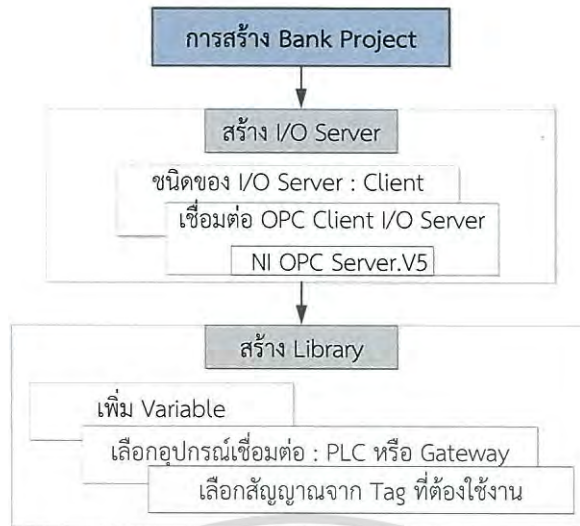 การสร้าง Bank Project
สร้าง I/O Server
ชนิดของ I/O Server : Client
เชื่อมต่อ OPC Client I/O Server
NI OPC Server.V5
สร้าง Library
เพิ่ม Variable
เลือกอุปกรณ์เชื่อมต่อ : PLC หรือ Gateway
เลือกสัญญาณจาก Tag ที่ต้องใช้งาน